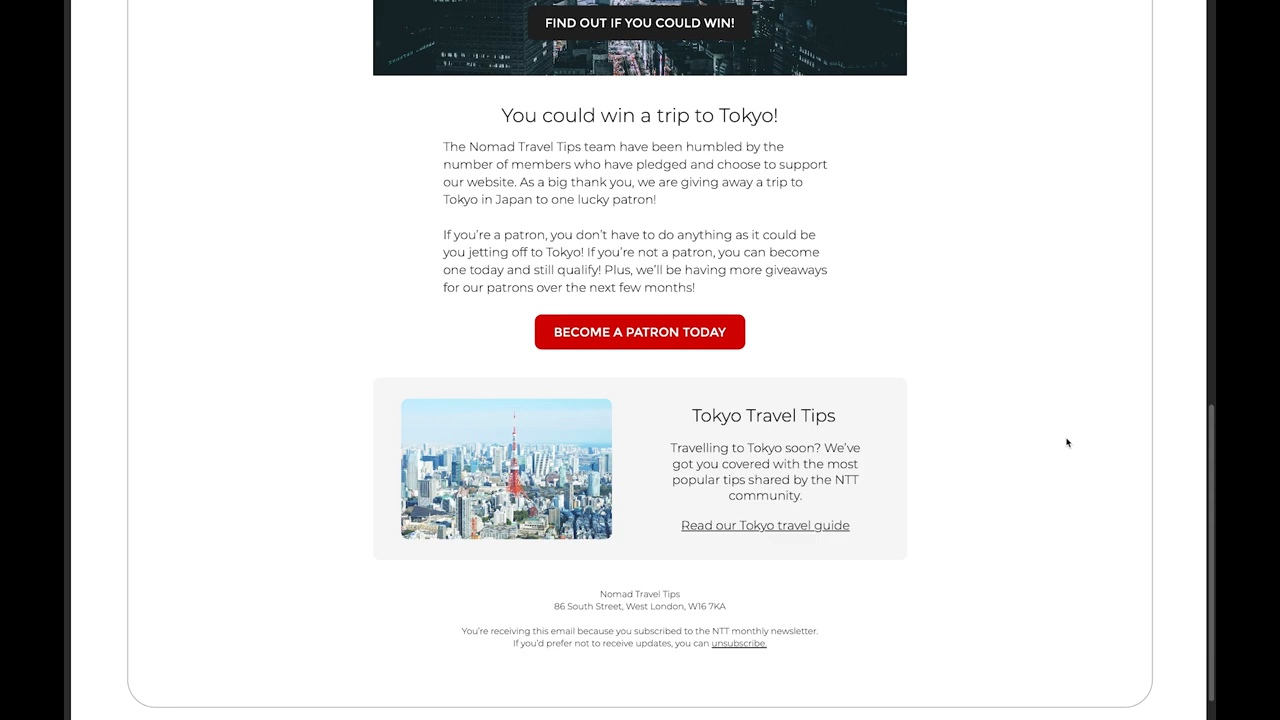 FIND OUT IF YOU COULD WIN!
You could win a trip to Tokyo!
The Nomad Travel Tips team have been humbled by the
number of members who have pledged and choose to support
our website. As a big thank you, we are giving away a trip to
Tokyo in Japan to one lucky patron!
If you're a patron, you don't have to do anything as it could be
you jetting off to Tokyo! If you're not a patron, you can become
one today and still qualify! Plus, we'll be having more giveaways
for our patrons over the next few months!
BECOME A PATRON TODAY
Tokyo Travel Tips
Travelling to Tokyo soon? We've
got you covered with the most
popular tips shared by the NTT
community.
Read our Tokyo travel guide
Nomad Travel Tips
86 South Street, West London, W16 7KA
You're receiving this email because you subscribed to the NTT monthly newsletter.
If you'd prefer not to receive updates, you can unsubscribe.